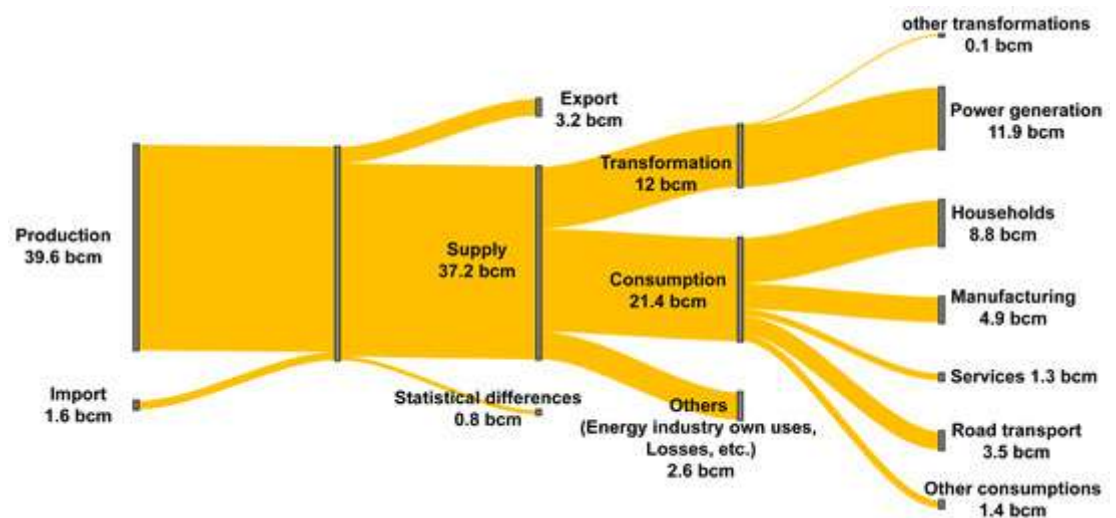 other transformations
0.1 bcm
Export
3.2 bcm
Power generation
11.9 bcm
Transformation
12 bcm
Production
39.6 bcm
Supply
37.2 bcm
Households
8.8 bcm
Consumption
21.4 bcm
Manufacturing
4.9 bcm
Import
1.6 bcm
Statistical differences
0.8 bcm
Services 1.3 bcm
Others
(Energy industry own uses,
Losses, etc.)
2.6 bcm
Road transport
3.5 bcm
Other consumptions
1.4 bcm